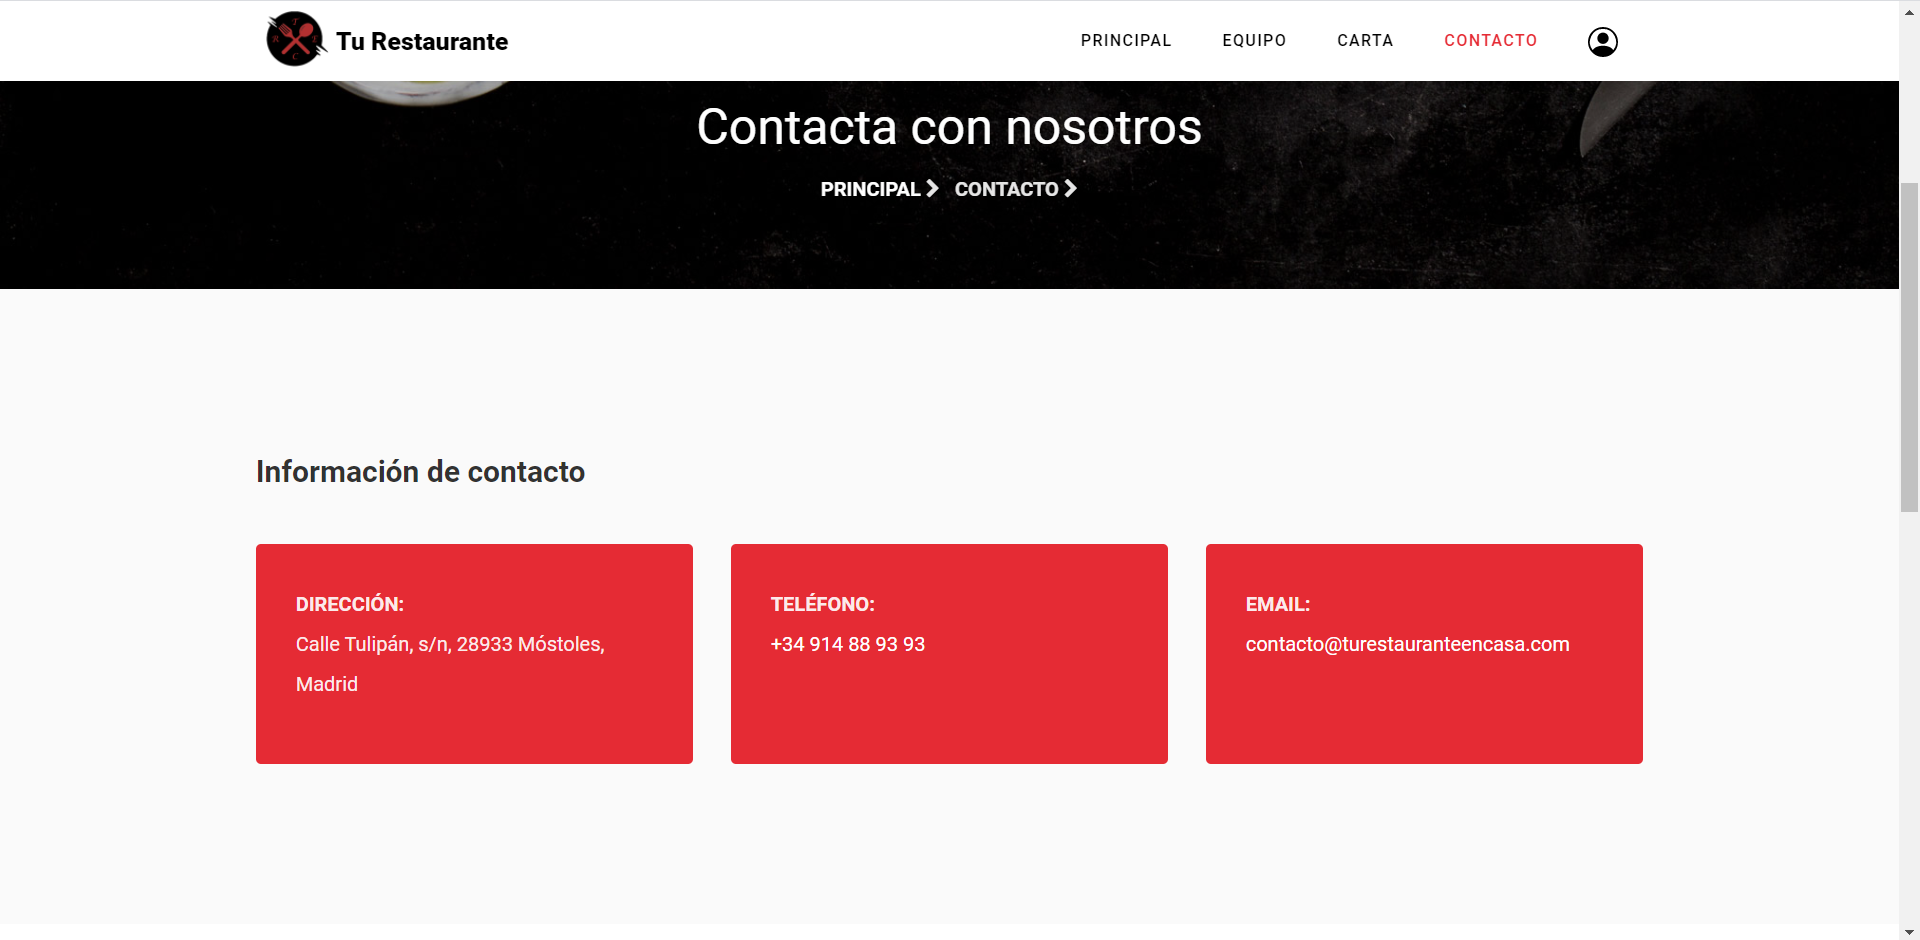 Tu Restaurante
PRINCIPAL EQUIPO CARTA CONTACTO
Contacta con nosotros
PRINCIPAL CONTACTO
Información de contacto
DIRECCIÓN:
Calle Tulipán, s/n, 28933 Móstoles,
Madrid
TELÉFONO:
+34 914 88 93 93
EMAIL:
contacto@turestauranteencasa.com